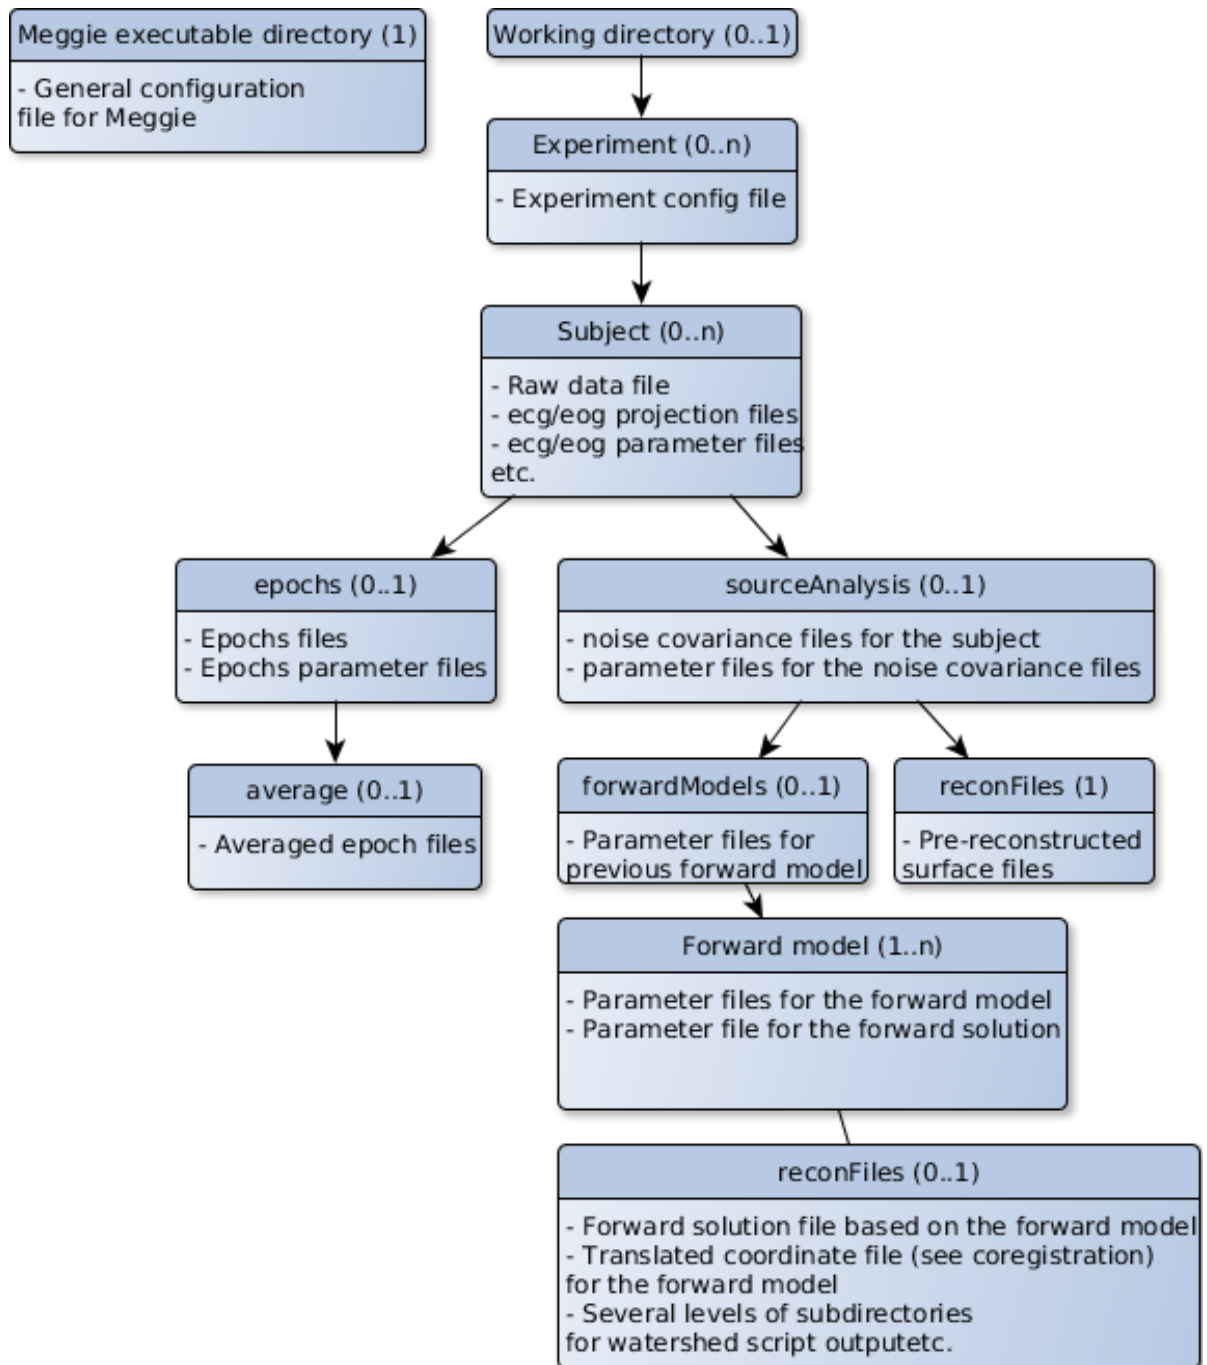 Meggie executable directory (1)
- General configuration
file for Meggie
Working directory (0..1)
Experiment (0..n)
- Experiment config file
Subject (0..n)
- Raw data file
- ecg/eog projection files
- ecg/eog parameter files
etc.
epochs (0..1)
- Epochs files
- Epochs parameter files
sourceAnalysis (0..1)
- noise covariance files for the subject
- parameter files for the noise covariance files
average (0..1)
- Averaged epoch files
forwardModels (0..1)
- Parameter files for
previous forward model
reconFiles (1)
- Pre-reconstructed
surface files
Forward model (1..n)
- Parameter files for the forward model
- Parameter file for the forward solution
reconFiles (0..1)
- Forward solution file based on the forward model
- Translated coordinate file (see coregistration)
for the forward model
- Several levels of subdirectories
for watershed script outputetc.